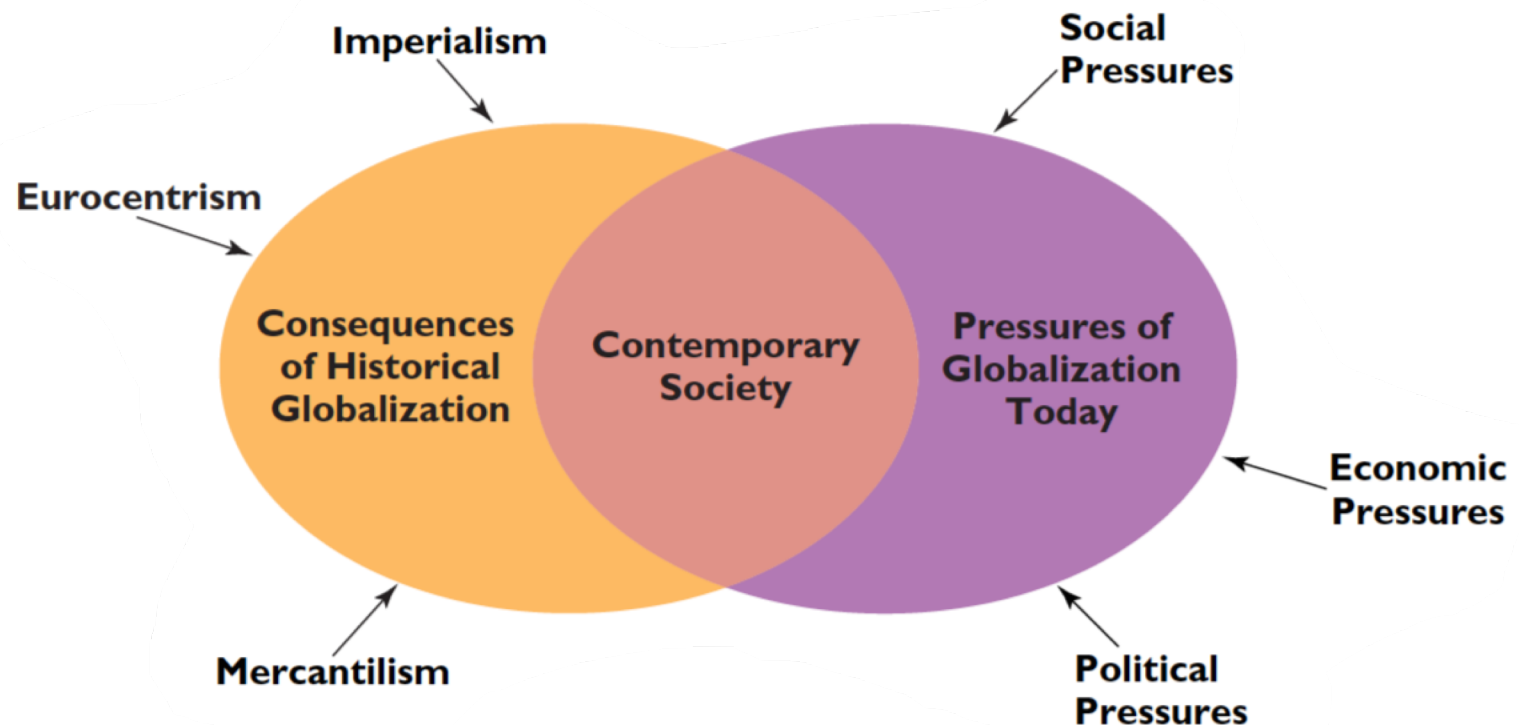 Imperialism
Social
Pressures
Eurocentrism
Consequences
of Historical
Globalization
Contemporary
Society
Pressures of
Globalization
Today
Economic
Pressures
Mercantilism
Political
Pressures